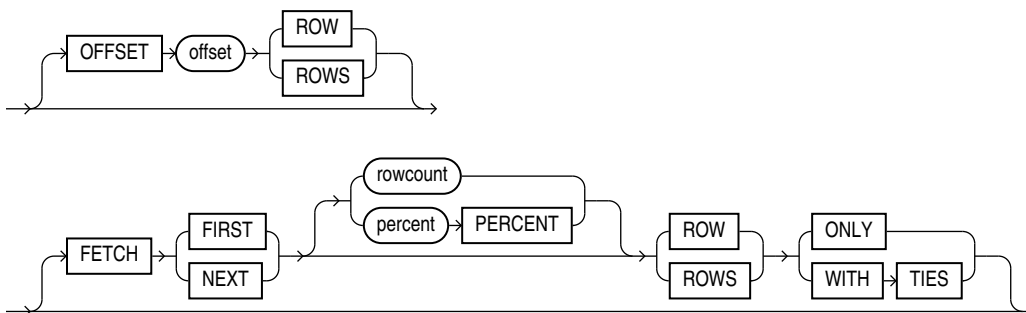 OFFSET offset ROW
ROWS
rowcount
percent PERCENT
FETCH FIRST ROW ONLY
NEXT ROWS WITH TIES